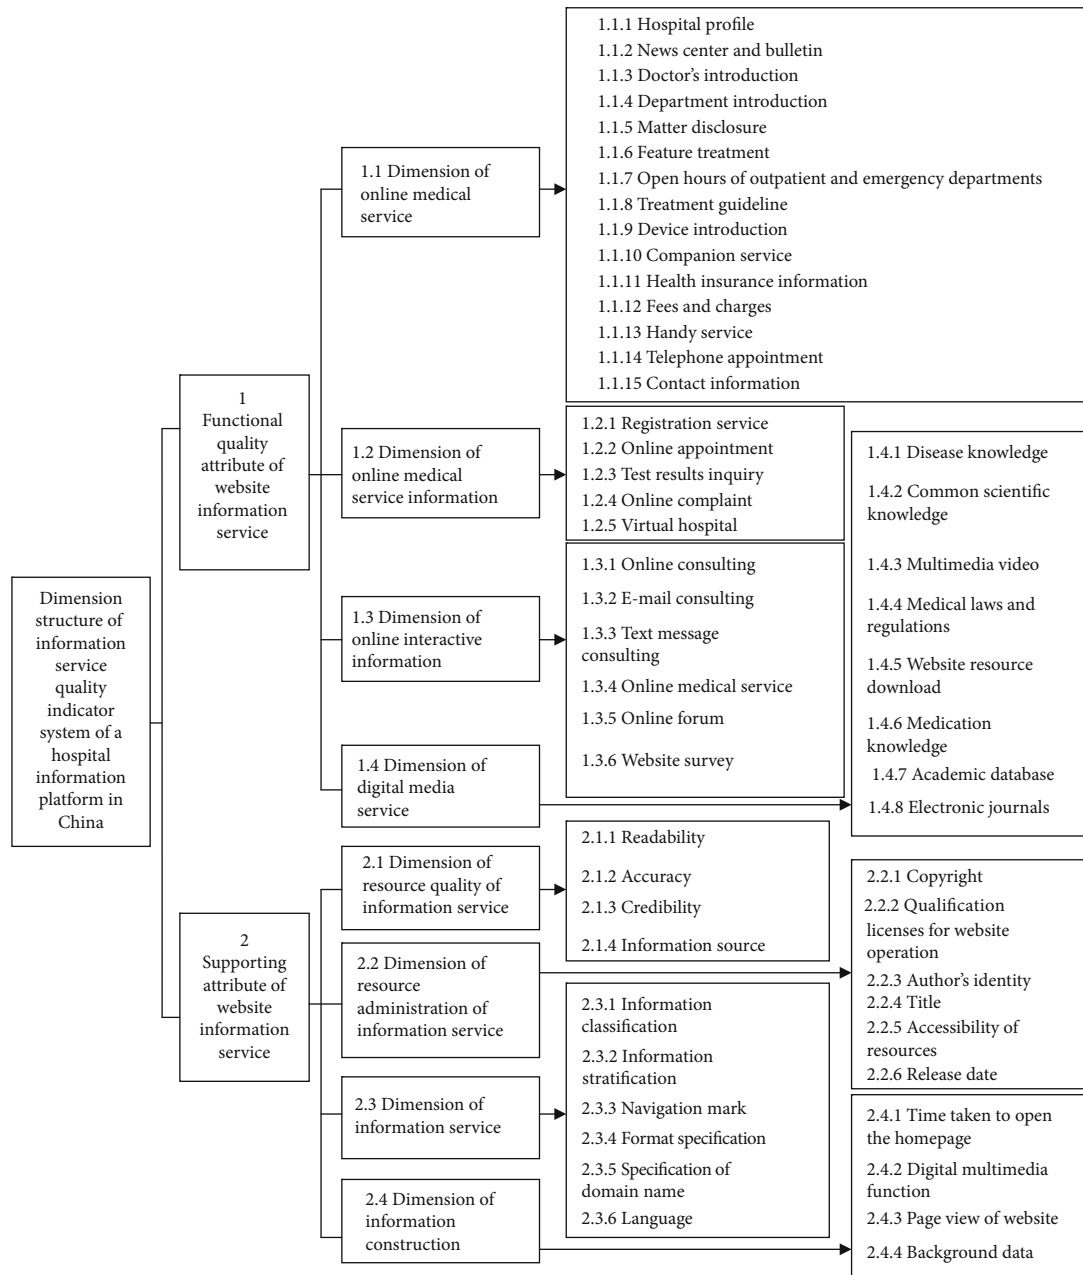 Dimension
structure of
information
service
quality
indicator
system of a
hospital
information
platform in
China
1
Functional
quality
attribute of
website
information
service
1.1 Dimension of
online medical
service
1.1.1 Hospital profile
1.1.2 News center and bulletin
1.1.3 Doctor's introduction
1.1.4 Department introduction
1.1.5 Matter disclosure
1.1.6 Feature treatment
1.1.7 Open hours of outpatient and emergency departments
1.1.8 Treatment guideline
1.1.9 Device introduction
1.1.10 Companion service
1.1.11 Health insurance information
1.1.12 Fees and charges
1.1.13 Handy service
1.1.14 Telephone appointment
1.1.15 Contact information
1.2 Dimension of
online medical
service information
1.2.1 Registration service
1.2.2 Online appointment
1.2.3 Test results inquiry
1.2.4 Online complaint
1.2.5 Virtual hospital
1.3 Dimension of
online interactive
information
1.3.1 Online consulting
1.3.2 E-mail consulting
1.3.3 Text message
consulting
1.3.4 Online medical service
1.3.5 Online forum
1.3.6 Website survey
1.4 Dimension of
digital media
service
1.4.1 Disease knowledge
1.4.2 Common scientific
knowledge
1.4.3 Multimedia video
1.4.4 Medical laws and
regulations
1.4.5 Website resource
download
1.4.6 Medication
knowledge
1.4.7 Academic database
1.4.8 Electronic journals
2
Supporting
attribute of
website
information
service
2.1 Dimension of
resource quality of
information service
2.1.1 Readability
2.1.2 Accuracy
2.1.3 Credibility
2.1.4 Information source
2.2 Dimension of
resource
administration of
information service
2.2.1 Copyright
2.2.2 Qualification
licenses for website
operation
2.2.3 Author's identity
2.2.4 Title
2.2.5 Accessibility of
resources
2.2.6 Release date
2.3 Dimension of
information service
2.3.1 Information
classification
2.3.2 Information
stratification
2.3.3 Navigation mark
2.3.4 Format specification
2.3.5 Specification of
domain name
2.3.6 Language
2.4 Dimension of
information
construction
2.4.1 Time taken to open
the homepage
2.4.2 Digital multimedia
function
2.4.3 Page view of website
2.4.4 Background data